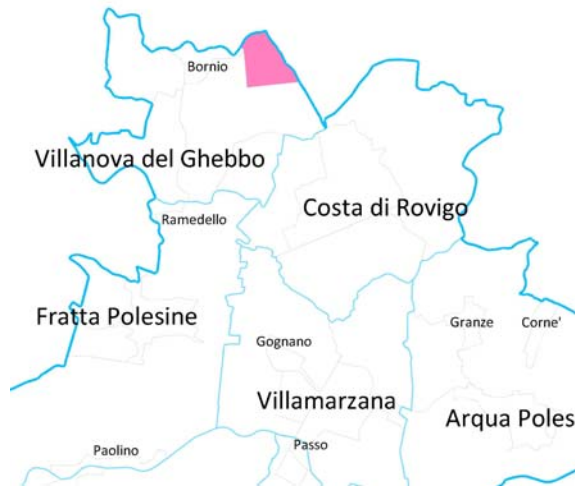 Bornio
Villanova del Ghebbo
Costa di Rovigo
Ramedello
Fratta Polesine
Granze
Corne'
Gognano
Villamarzana
Arqua Poles
Paolino
Passo